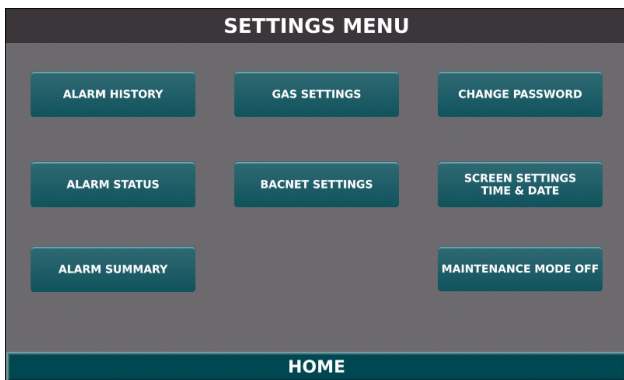 SETTINGS MENU
ALARM HISTORY
GAS SETTINGS
CHANGE PASSWORD
ALARM STATUS
BACNET SETTINGS
SCREEN SETTINGS
TIME & DATE
ALARM SUMMARY
MAINTENANCE MODE OFF
HOME